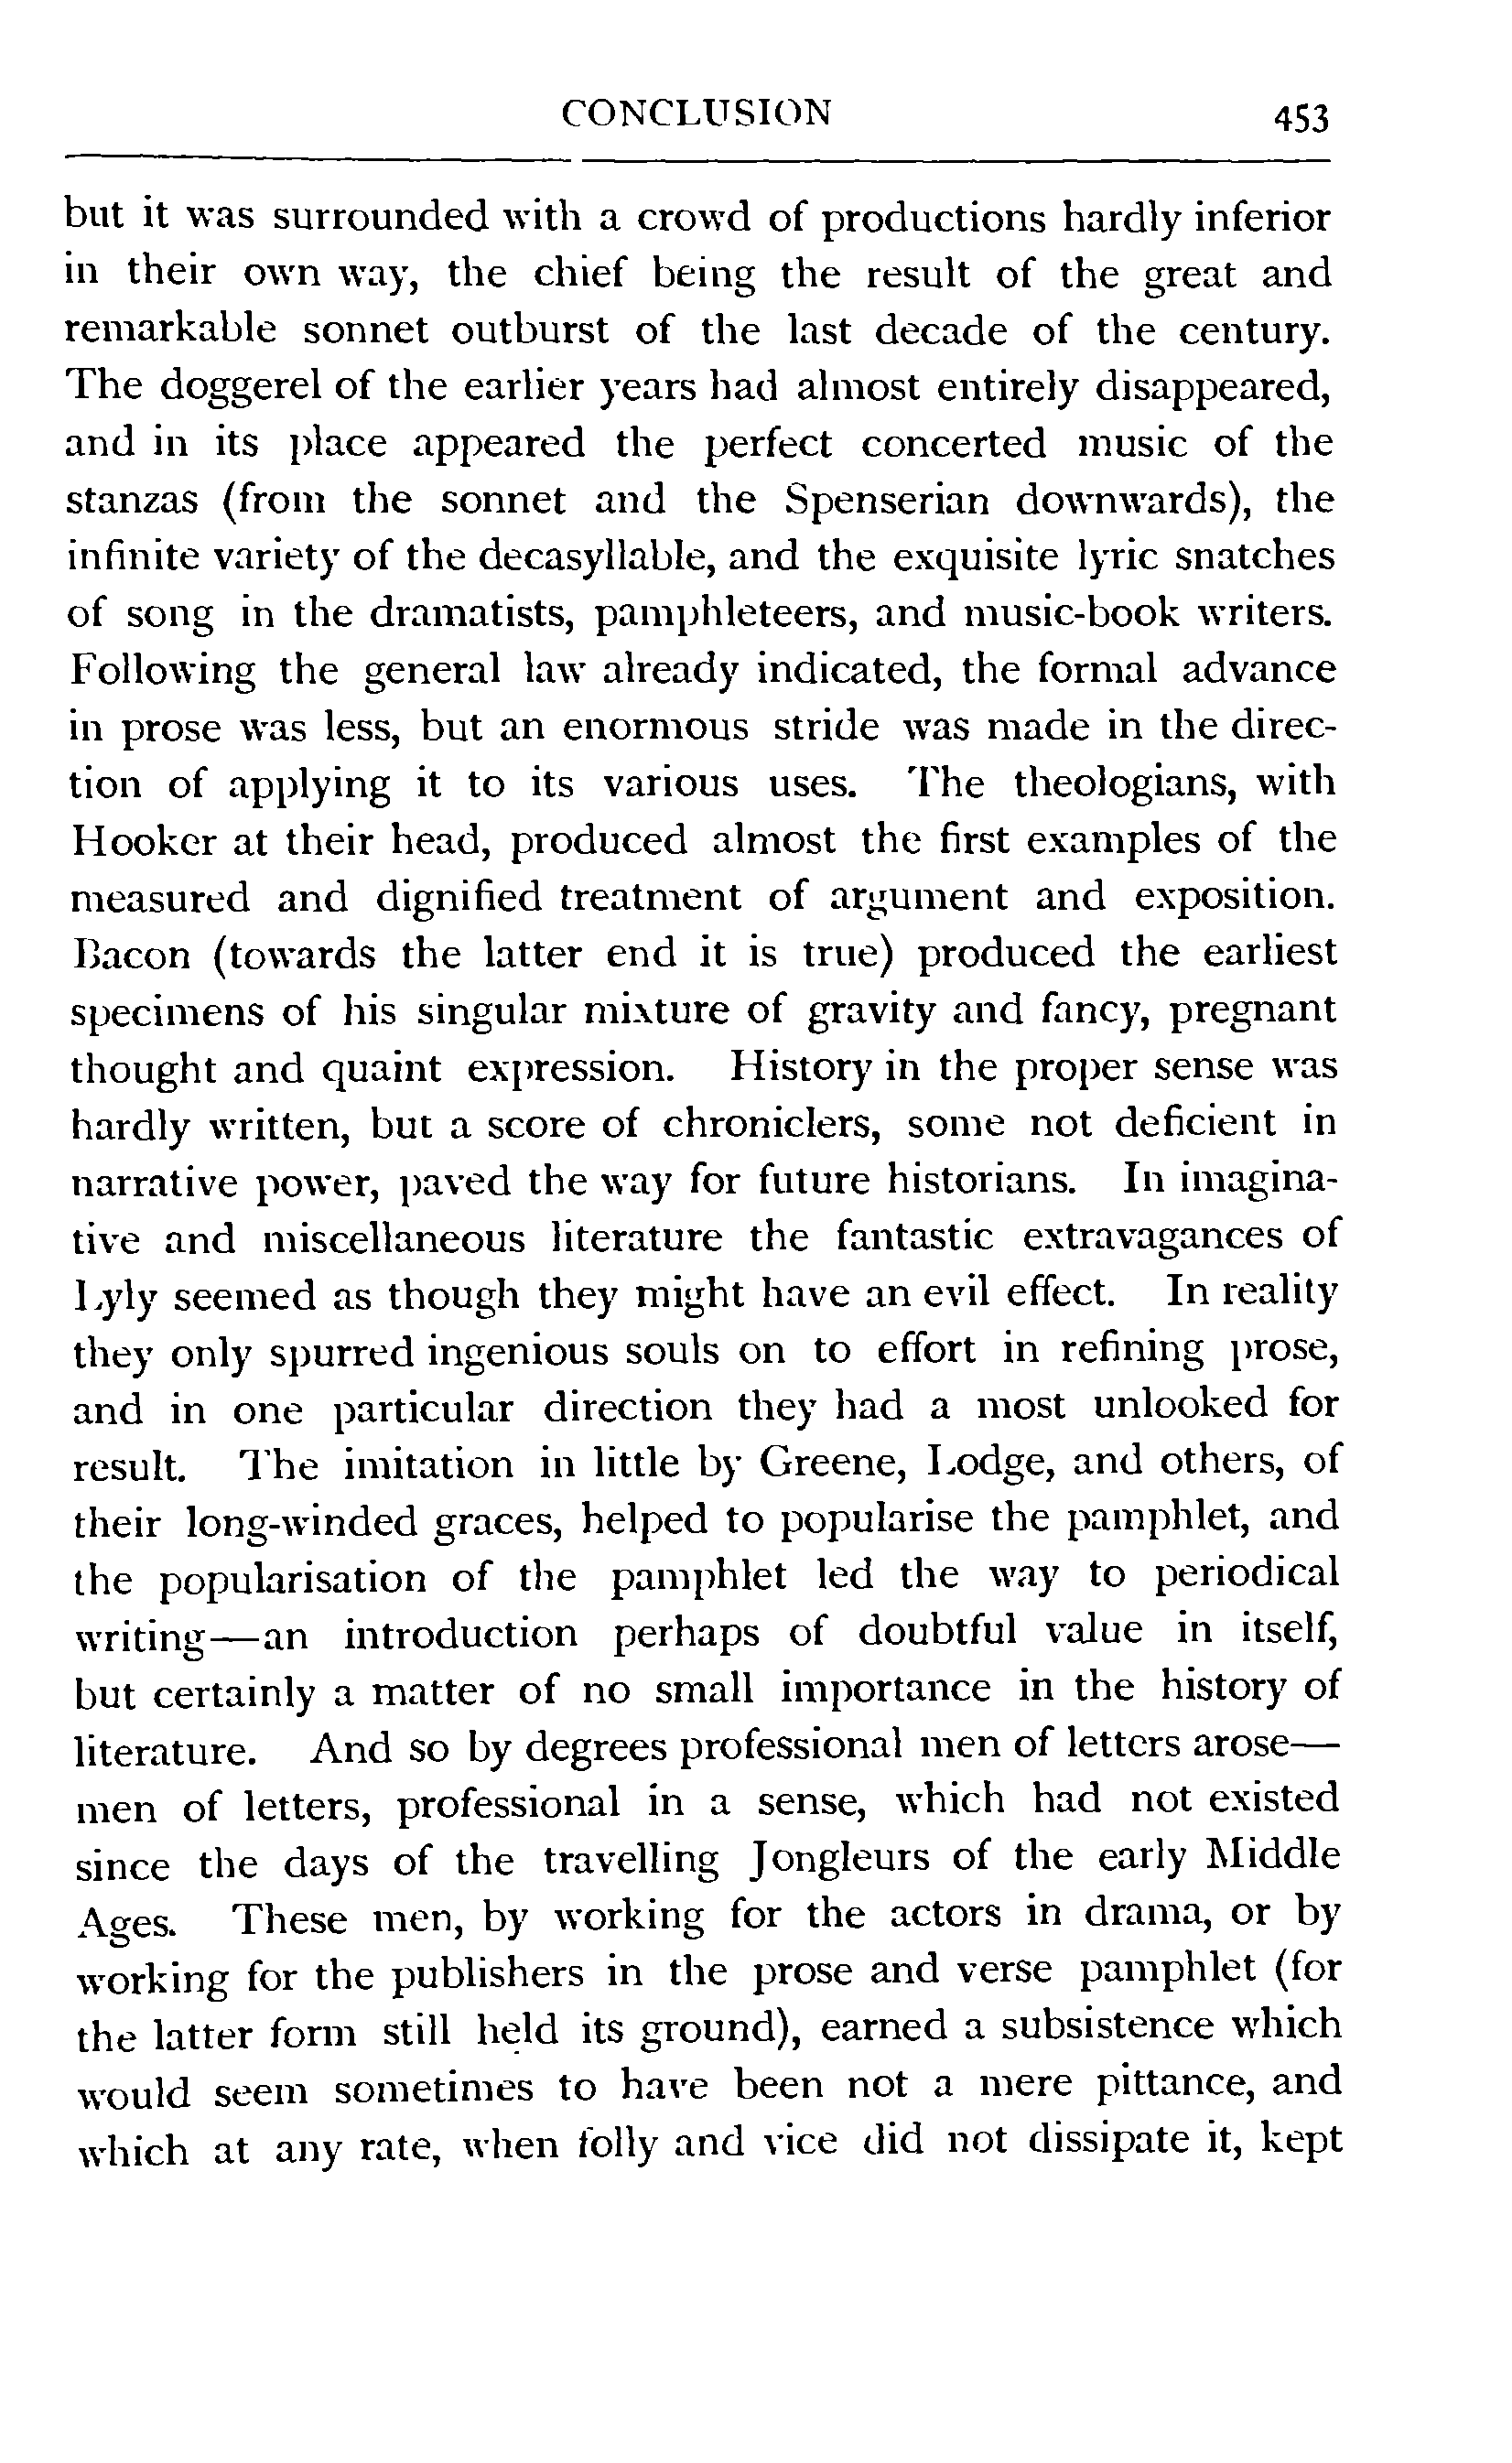 CONCLUSION 453
but it was surrounded with a crowd of productions hardly inferior
in their own way, the chief being the result of the great and
remarkable sonnet outburst of the last decade of the century.
The doggerel of the earlier years had almost entirely disappeared,
and in its place appeared the perfect concerted music of the
stanzas (from the sonnet and the Spenserian downwards), the
infinite variety of the decasyllable, and the exquisite lyric snatches
of song in the dramatists, pamphleteers, and music-book writers.
Following the general law already indicated, the formal advance
in prose was less, but an enormous stride was made in the direc-
tion of applying it to its various uses. The theologians, with
Hooker at their head, produced almost the first examples of the
measured and dignified treatment of argument and exposition.
Bacon (towards the latter end it is true) produced the earliest
specimens of his singular mixture of gravity and fancy, pregnant
thought and quaint expression. History in the proper sense was
hardly written, but a score of chroniclers, some not deficient in
narrative power, paved the way for future historians. In imagina-
tive and miscellaneous literature the fantastic extravagances of
Lyly seemed as though they might have an evil effect. In reality
they only spurred ingenious souls on to effort in refining prose,
and in one particular direction they had a most unlooked for
result. The imitation in little by Greene, Lodge, and others, of
their long-winded graces, helped to popularise the pamphlet, and
the popularisation of the pamphlet led the way to periodical
writing—an introduction perhaps of doubtful value in itself,
but certainly a matter of no small importance in the history of
literature. And so by degrees professional men of letters arose—
men of letters, professional in a sense, which had not existed
since the days of the travelling Jongleurs of the early Middle
Ages. These men, by working for the actors in drama, or by
working for the publishers in the prose and verse pamphlet (for
the latter form still held its ground), earned a subsistence which
would seem sometimes to have been not a mere pittance, and
which at any rate, when folly and vice did not dissipate it, kept